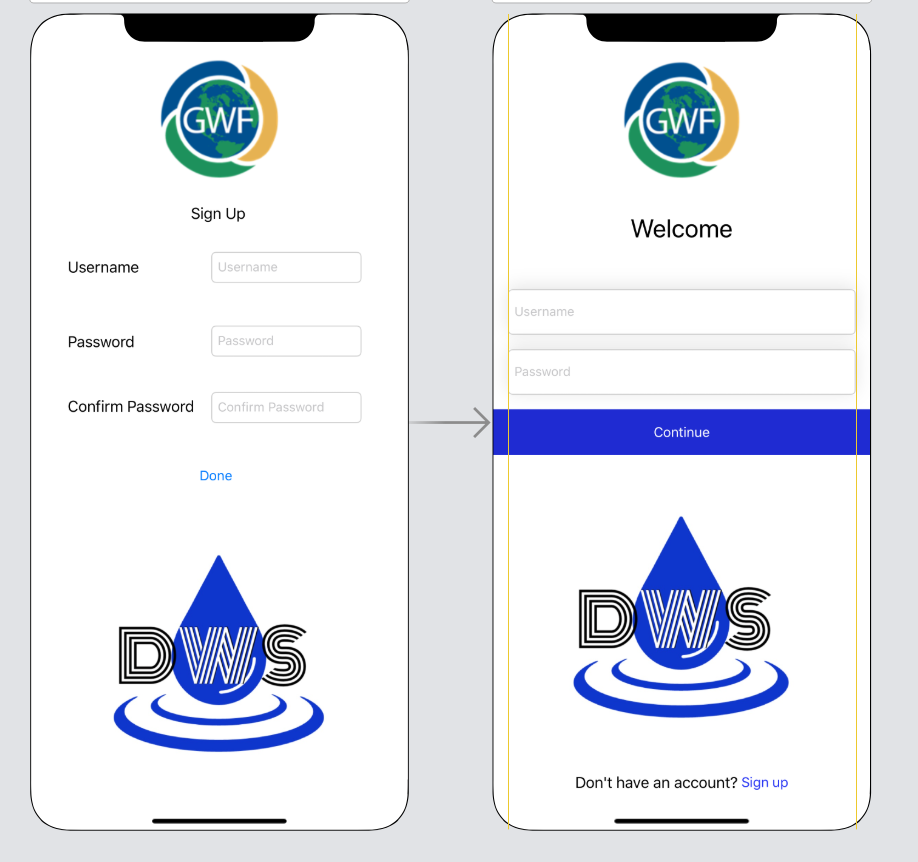 GWF
Sign Up
Username Username
Password Password
Confirm Password Confirm Password
Done
DWS
GWF
Welcome
Username
Password
Continue
DWS
Don't have an account? Sign up